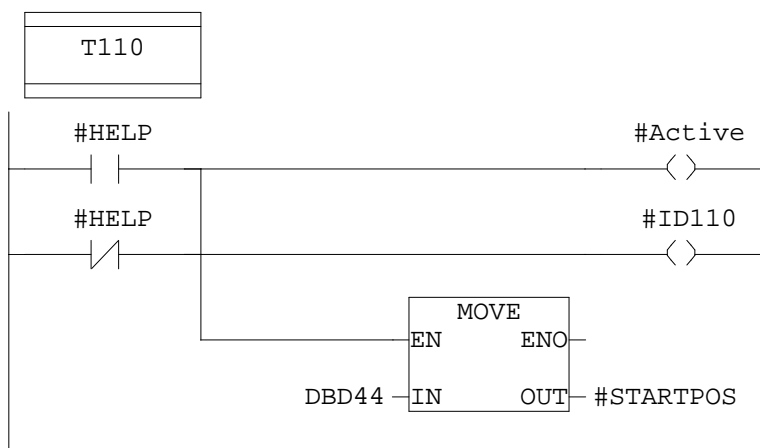 T110
#HELP #Active
#HELP #ID110
MOVE
EN ENO
DBD44 IN OUT #STARTPOS